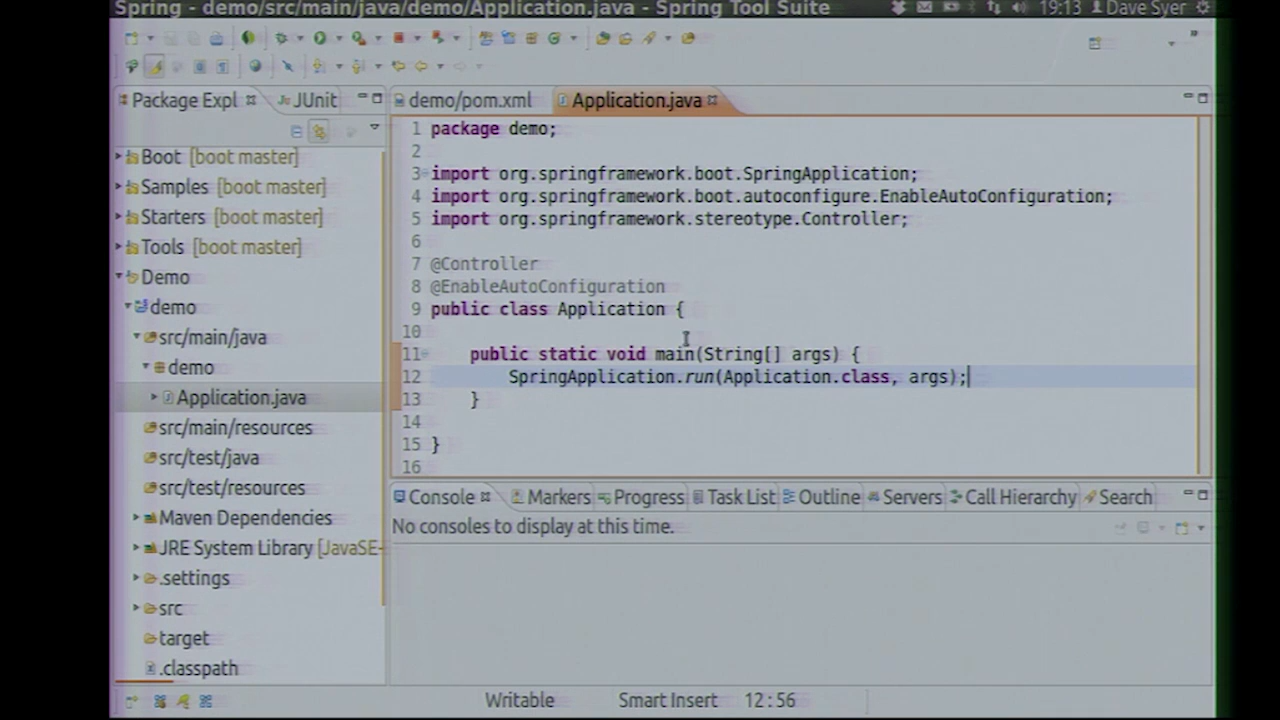 Spring - demo/src/main/java/demo/Application.java - Spring Tool Suite
19:13 Dave Syer
Package Expl
JUnit
Boot [boot master]
Samples [boot master]
Starters [boot master]
Tools [boot master]
Demo
demo
src/main/java
demo
Application.java
src/main/resources
src/test/java
src/test/resources
Maven Dependencies
JRE System Library [JavaSE-
.settings
src
target
.classpath
demo/pom.xml
Application.java
1 package demo;
2
3 import org.springframework.boot.SpringApplication;
4 import org.springframework.boot.autoconfigure.EnableAutoConfiguration;
5 import org.springframework.stereotype.Controller;
6
7 @Controller
8 @EnableAutoConfiguration
9 public class Application {
10
11 public static void main(String[] args) {
12 SpringApplication.run(Application.class, args);
13 }
14
15 }
16
Console Markers Progress Task List Outline Servers Call Hierarchy Search
No consoles to display at this time.
Writable Smart Insert 12:56